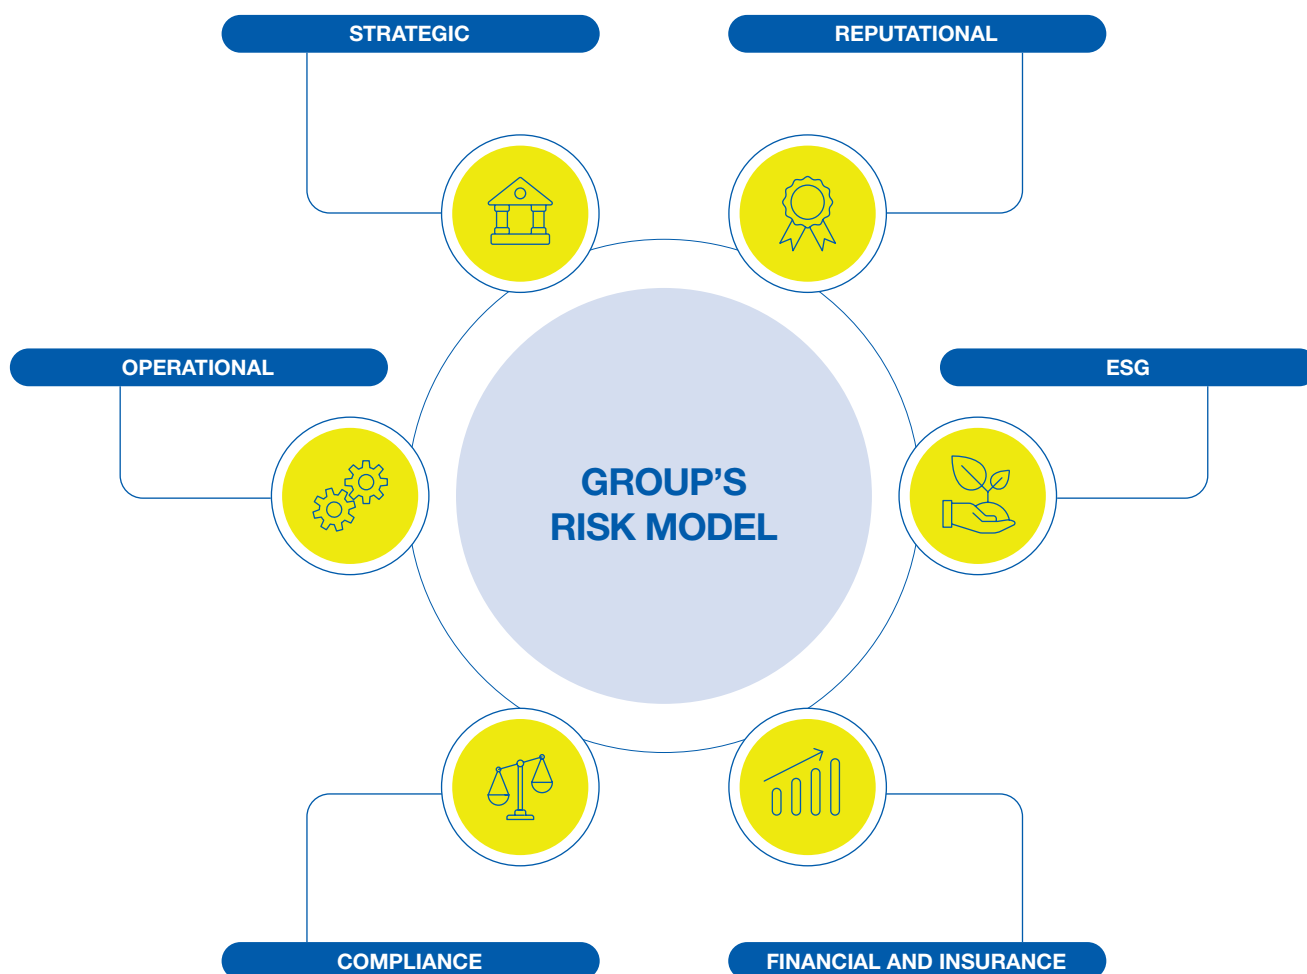 STRATEGIC
REPUTATIONAL
OPERATIONAL
ESG
GROUP'S
RISK MODEL
COMPLIANCE
FINANCIAL AND INSURANCE